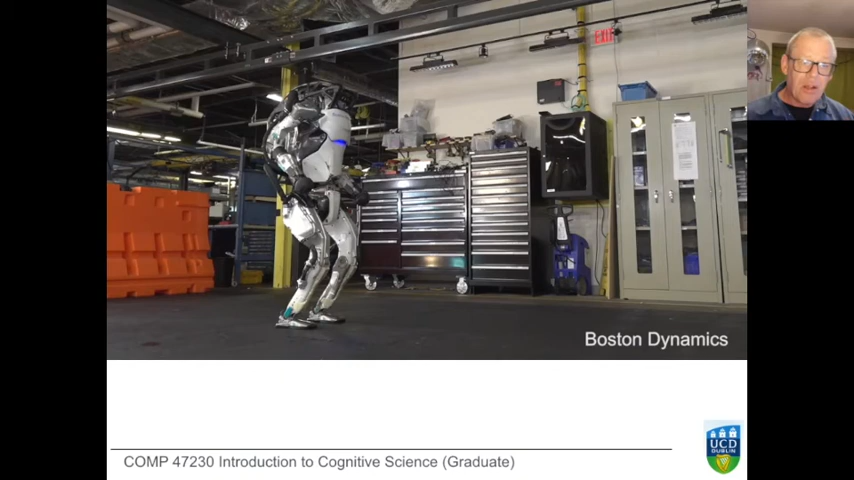 EXIT
Boston Dynamics
COMP 47230 Introduction to Cognitive Science (Graduate)
UCD
DUBLIN